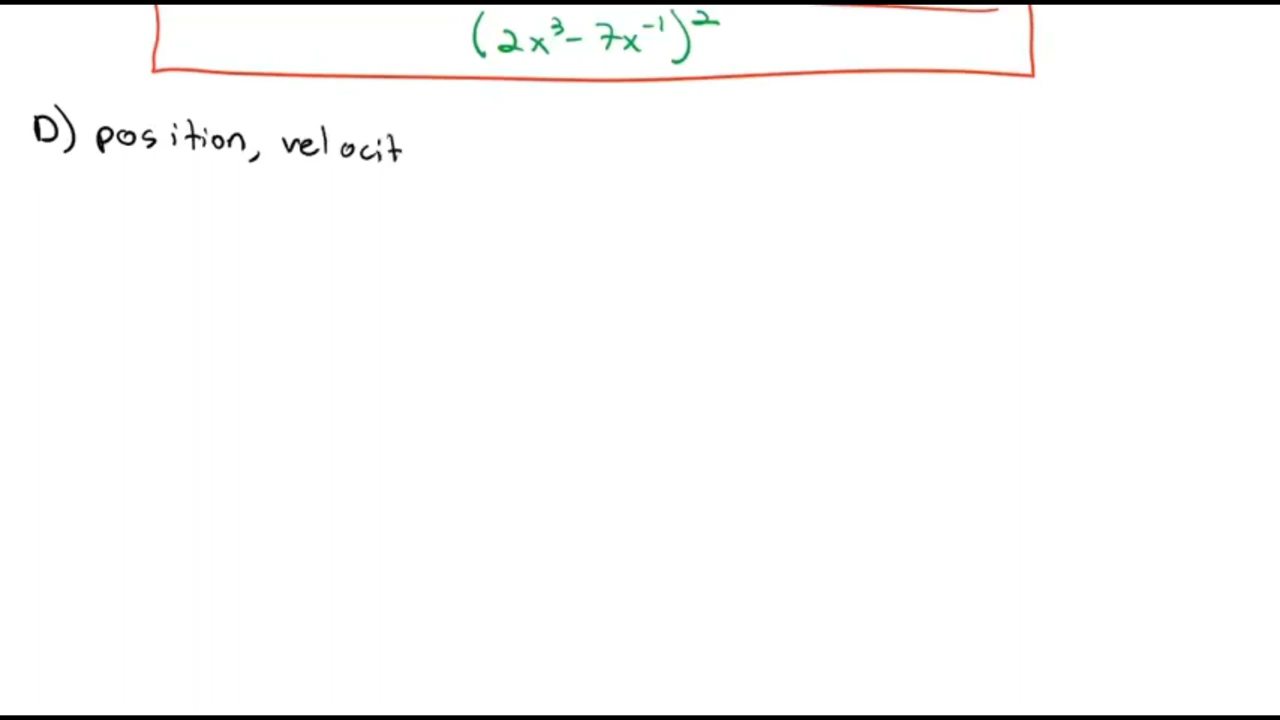 (2x³ - 7x⁻¹)²
D) position, velocit